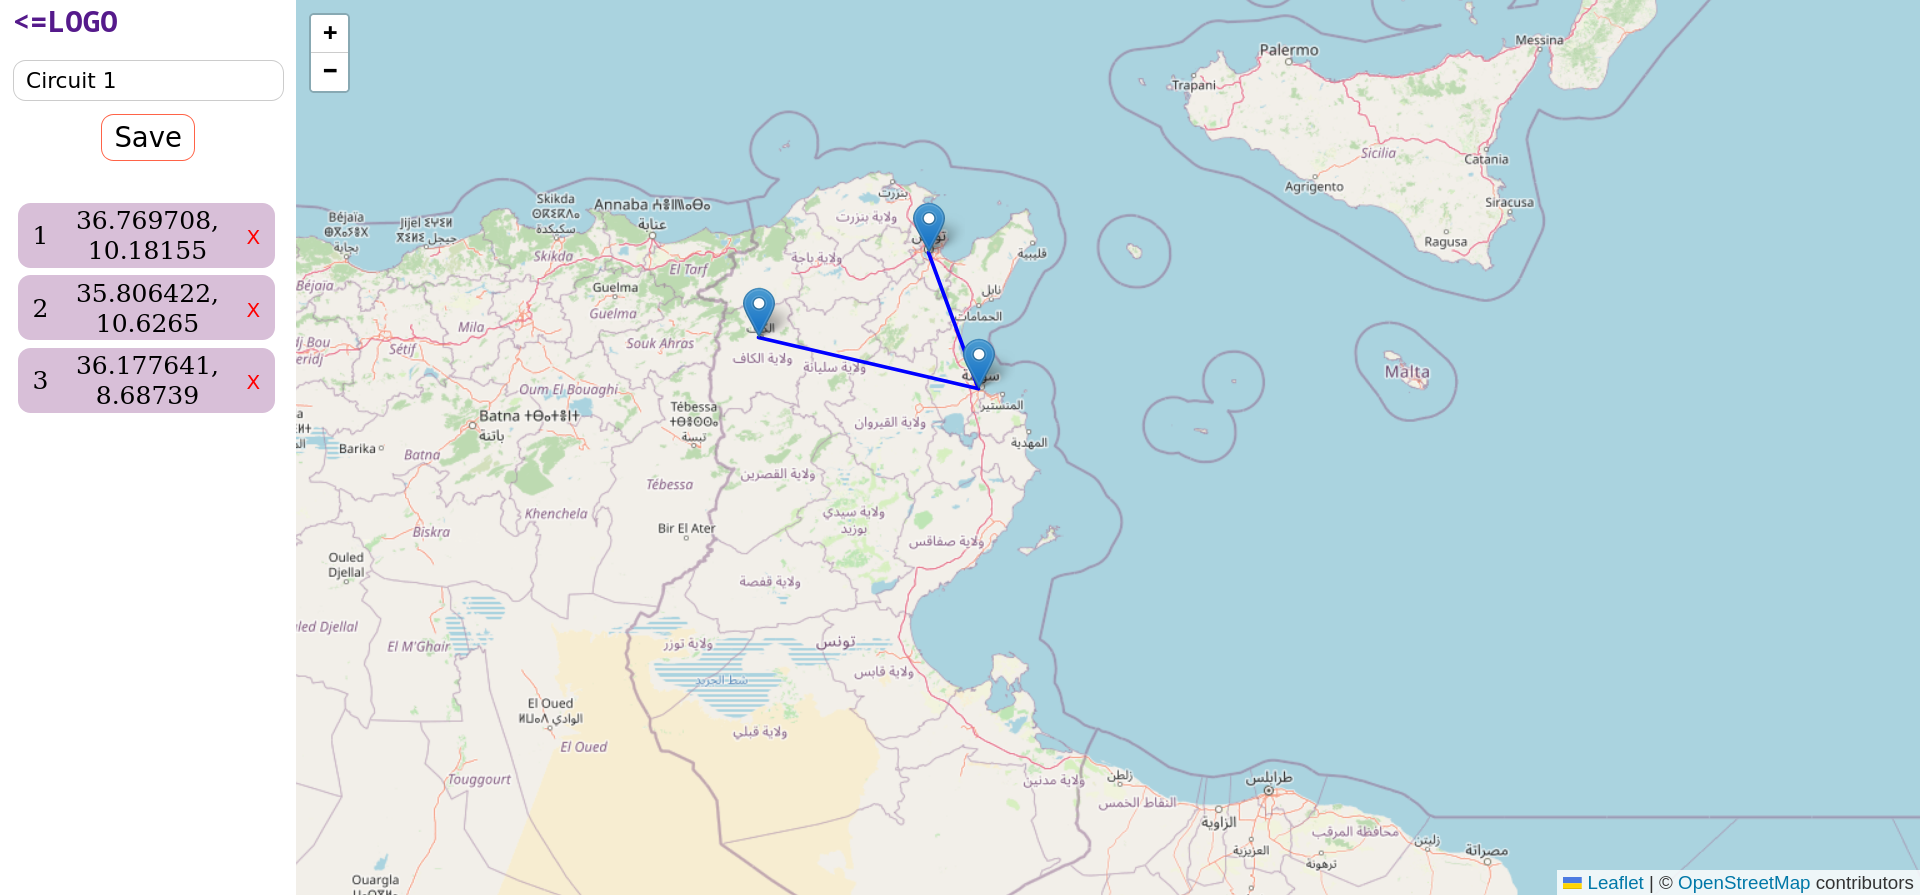 <=LOGO
Circuit 1
Save
1 36.769708, 10.18155 X
2 35.806422, 10.6265 X
3 36.177641, 8.68739 X
+
−
Palermo
Messina
Trapani
Sicilia
Catania
Agrigento
Siracusa
Ragusa
Malta
بنزرت
ولاية بنزرت
ولاية باجة
قليبية
نابل
الحمامات
ولاية الكاف
ولاية سليانة
المنستير
ولاية القيروان
المهدية
ولاية القصرين
ولاية سيدي
بوزيد
ولاية صفاقس
ولاية قفصة
تونس
ولاية توزر
ولاية قابس
شط الجريد
ولاية قبلي
ولاية مدنين
زلطن
طرابلس
النقاط الخمس
الزاوية
محافظة المرقب
زليتن
العزيزية
ترهونة
مصراتة
Béjaïa
ⴱⴳⴰⵢⴻⵜ
بجاية
Béjaïa
Jijel ⵉⵖⵉⵍ
جيجل
Skikda
سكيكدة
Skikda
Annaba
عنابة
El Tarf
Guelma
Guelma
Mila
Sétif
Souk Ahras
Oum El Bouaghi
Batna
باتنة
Barika
Batna
Tébessa
تبسة
Tébessa
Khenchela
Bir El Ater
Biskra
Ouled
Djellal
El M'Ghair
El Oued
الوادي
El Oued
Touggourt
Ouargla
Leaflet | © OpenStreetMap contributors